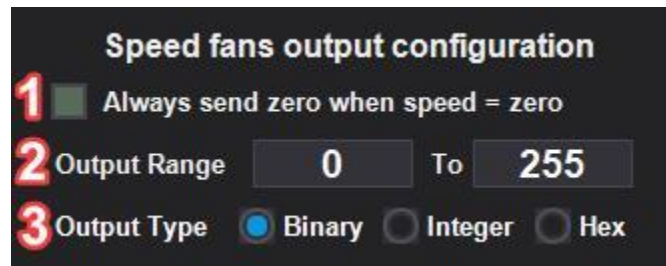 Speed fans output configuration
1 Always send zero when speed = zero
2 Output Range 0 To 255
3 Output Type Binary Integer Hex